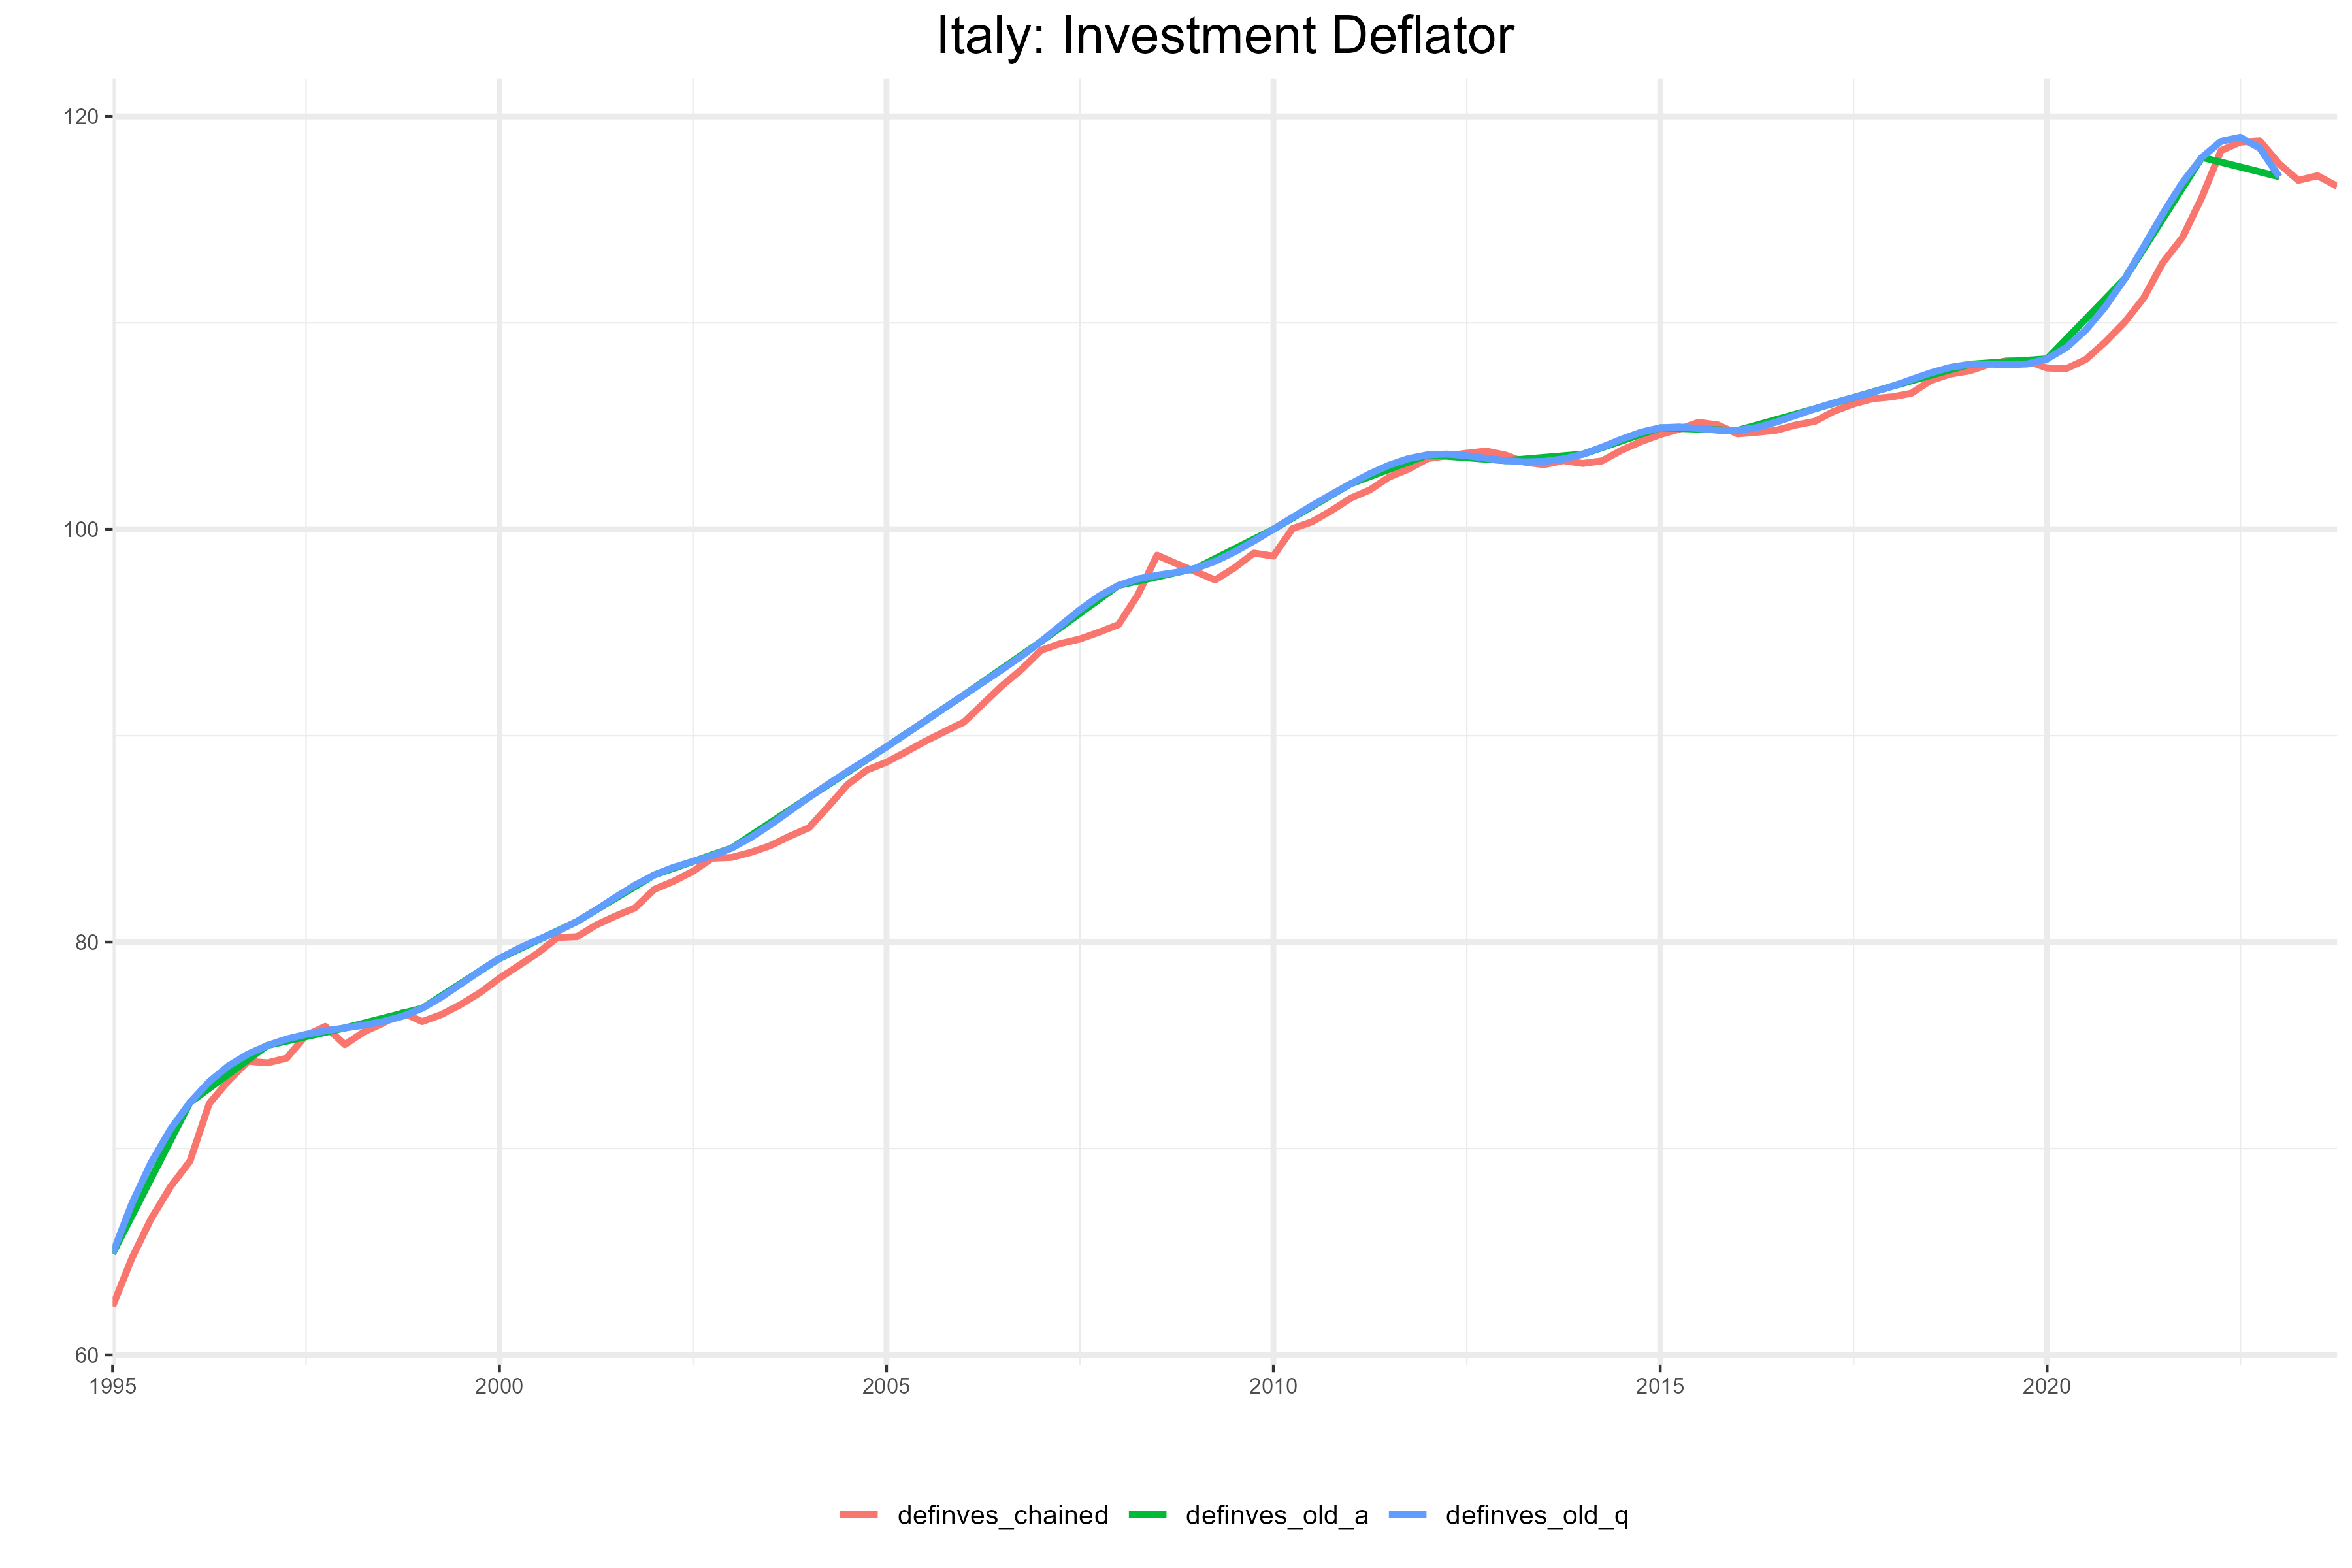 Italy: Investment Deflator
120
100
80
60
1995 2000 2005 2010 2015 2020
definves_chained definves_old_a definves_old_q